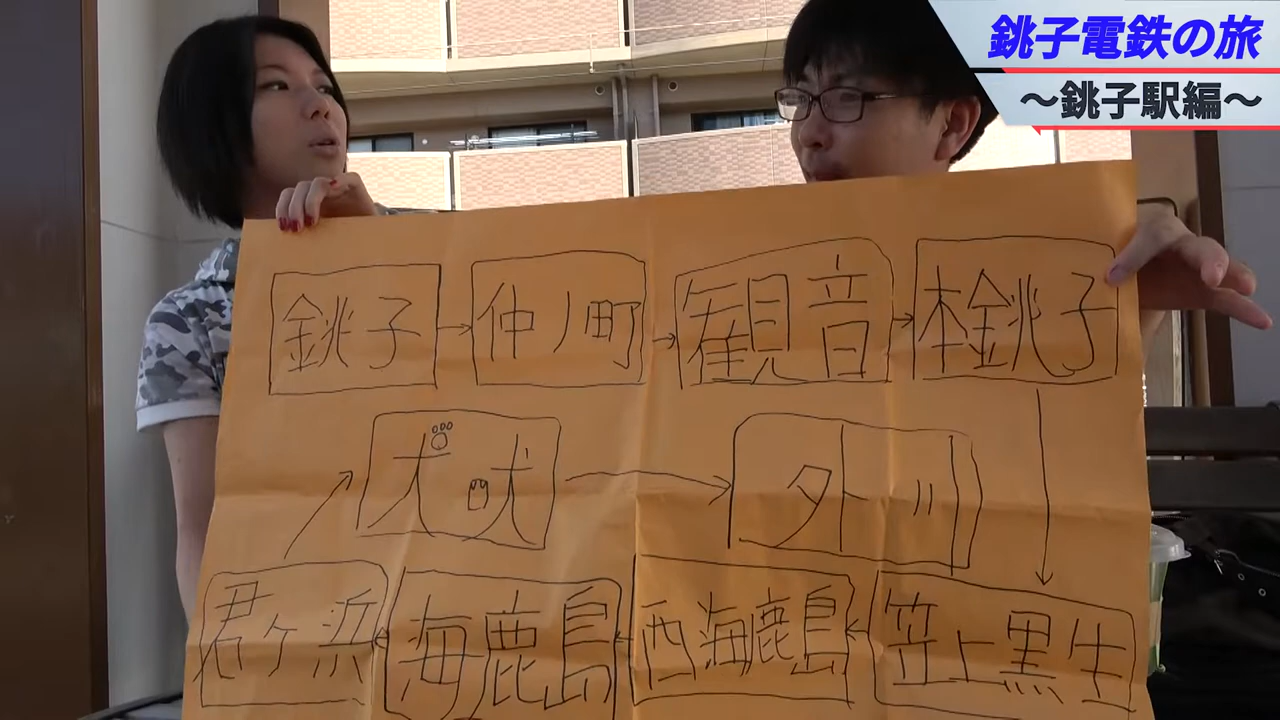 銚子電鉄の旅
〜銚子駅編〜
銚子 → 仲ノ町 → 観音 → 本銚子
犬吠 → 外川
君ケ浜 ← 海鹿島 ← 西海鹿島 ← 笠上黒生